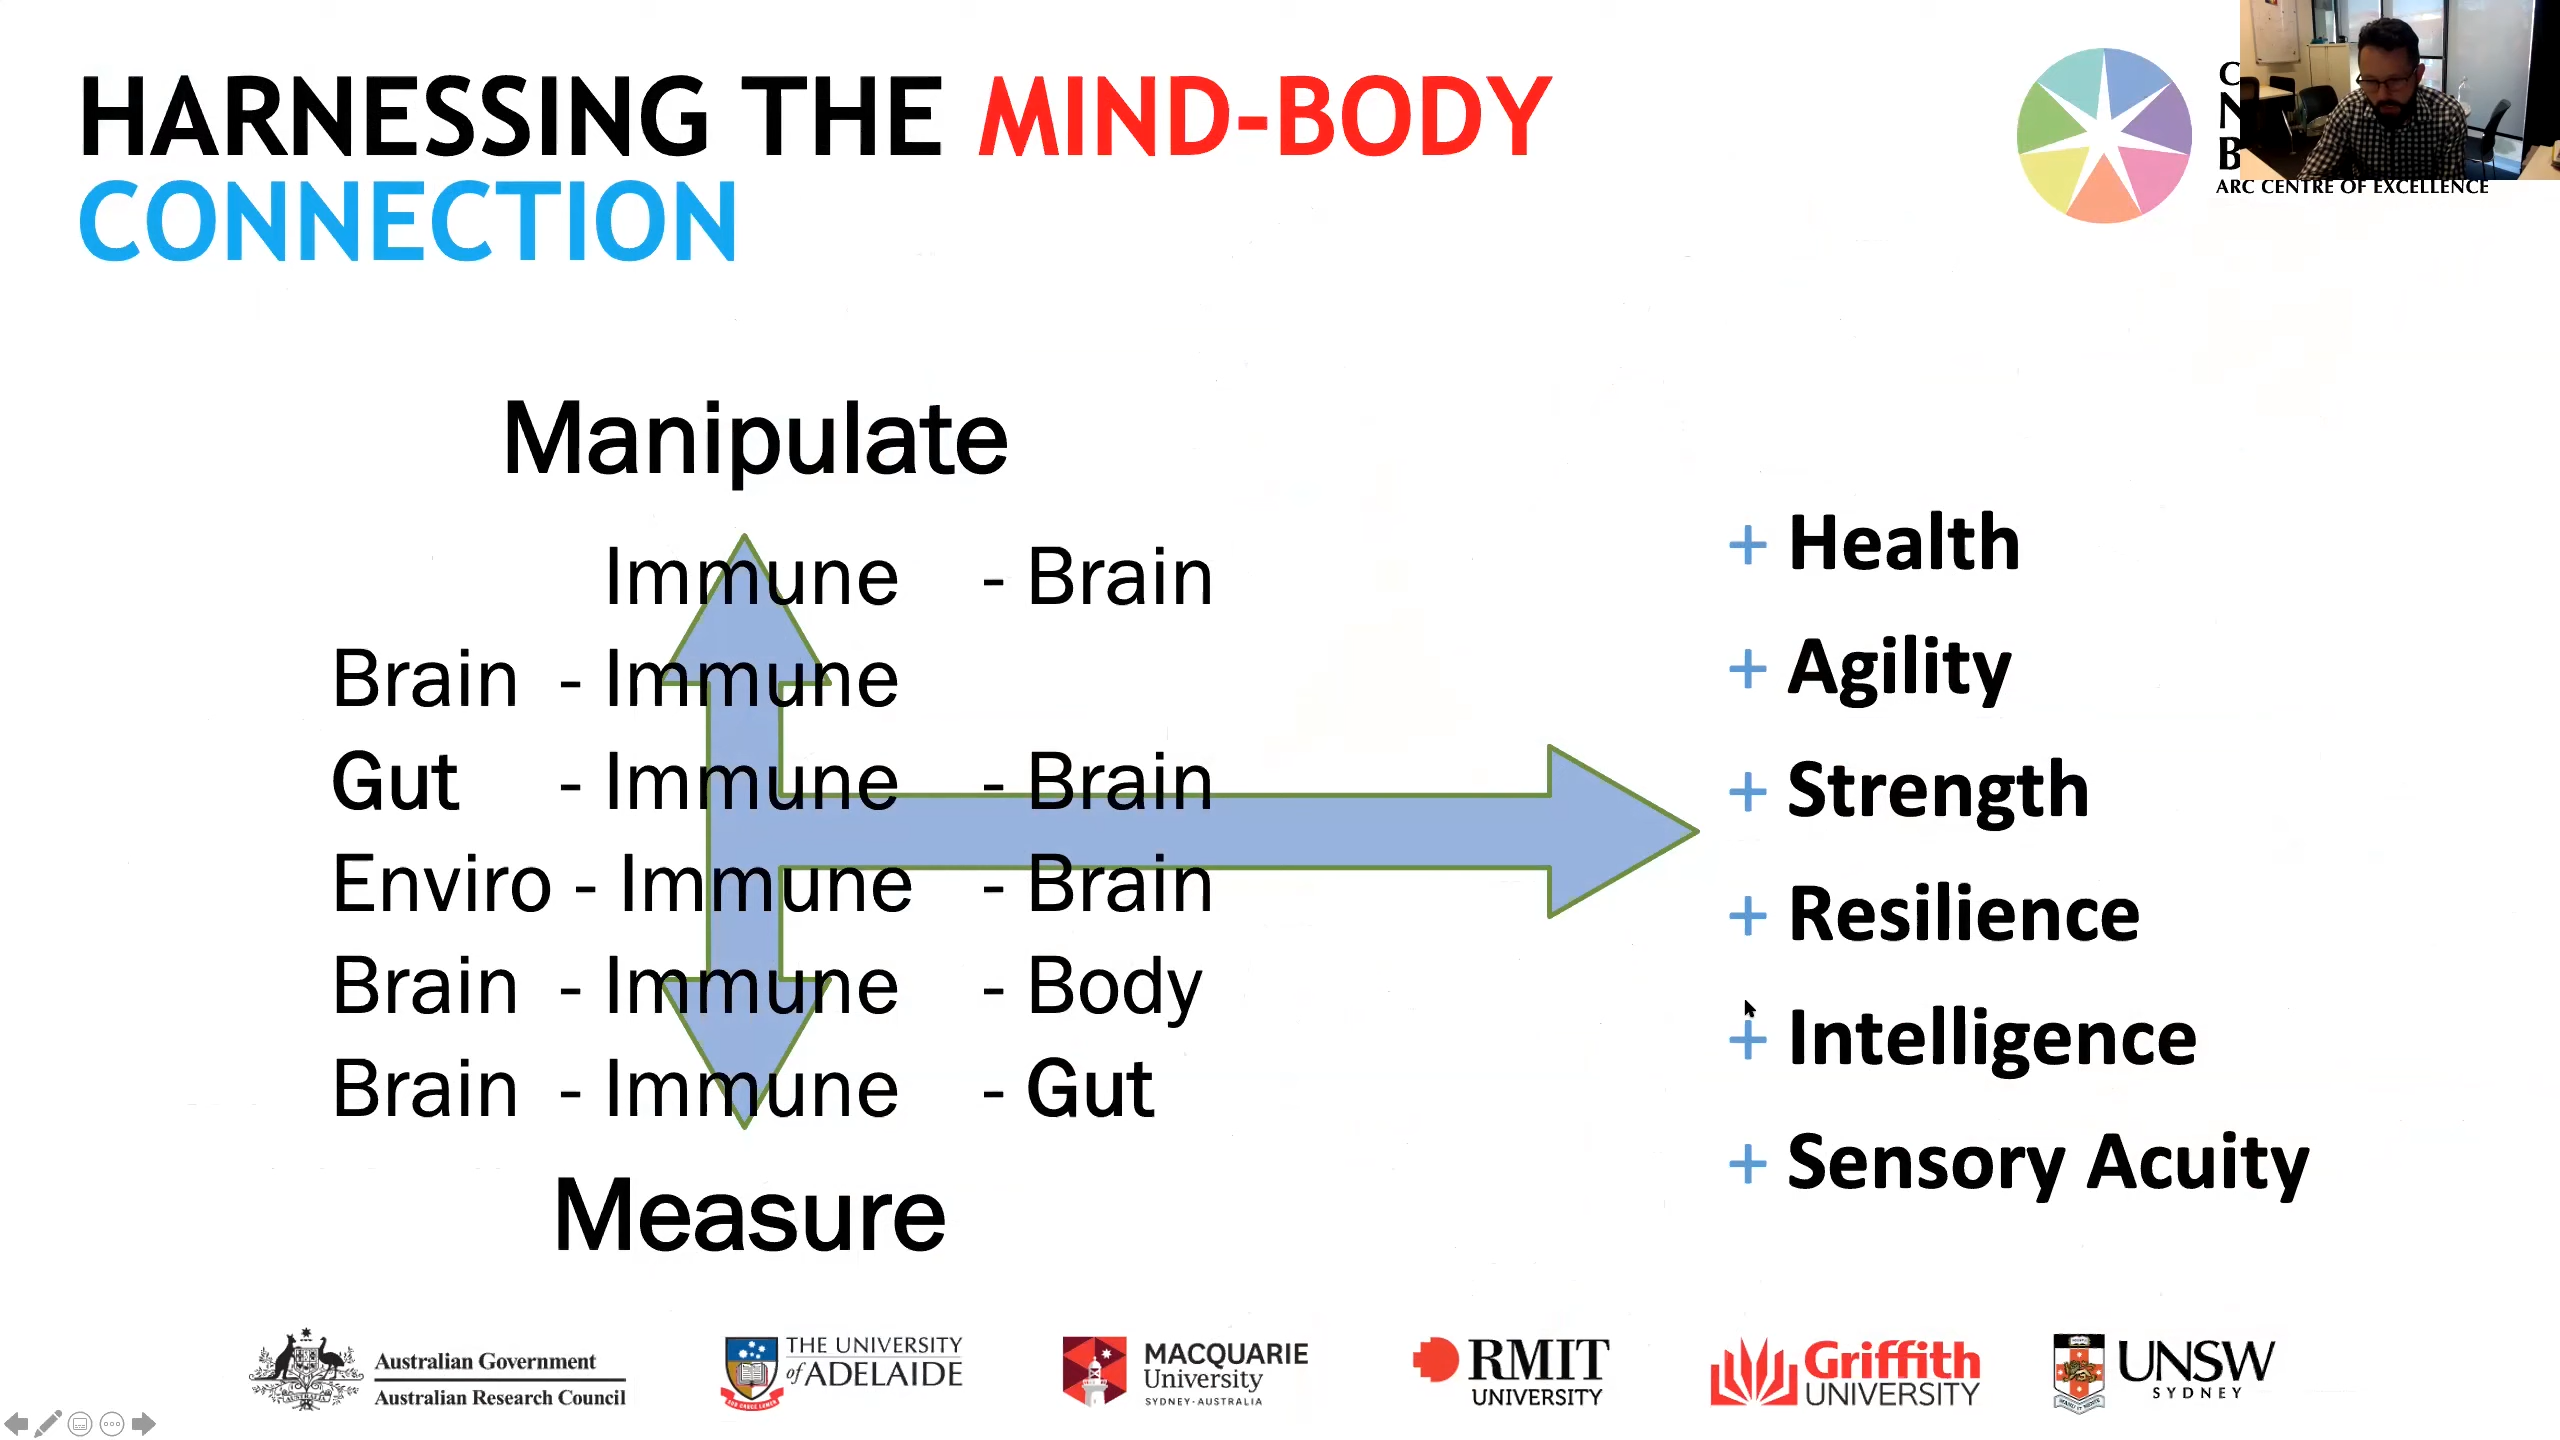 HARNESSING THE MIND-BODY
CONNECTION
ARC CENTRE OF EXCELLENCE
Manipulate
Immune - Brain
Brain - Immune
Gut - Immune - Brain
Enviro - Immune - Brain
Brain - Immune - Body
Brain - Immune - Gut
Measure
+ Health
+ Agility
+ Strength
+ Resilience
+ Intelligence
+ Sensory Acuity
Australian Government
Australian Research Council
THE UNIVERSITY
of ADELAIDE
MACQUARIE
University
SYDNEY·AUSTRALIA
RMIT
UNIVERSITY
Griffith
UNIVERSITY
UNSW
SYDNEY